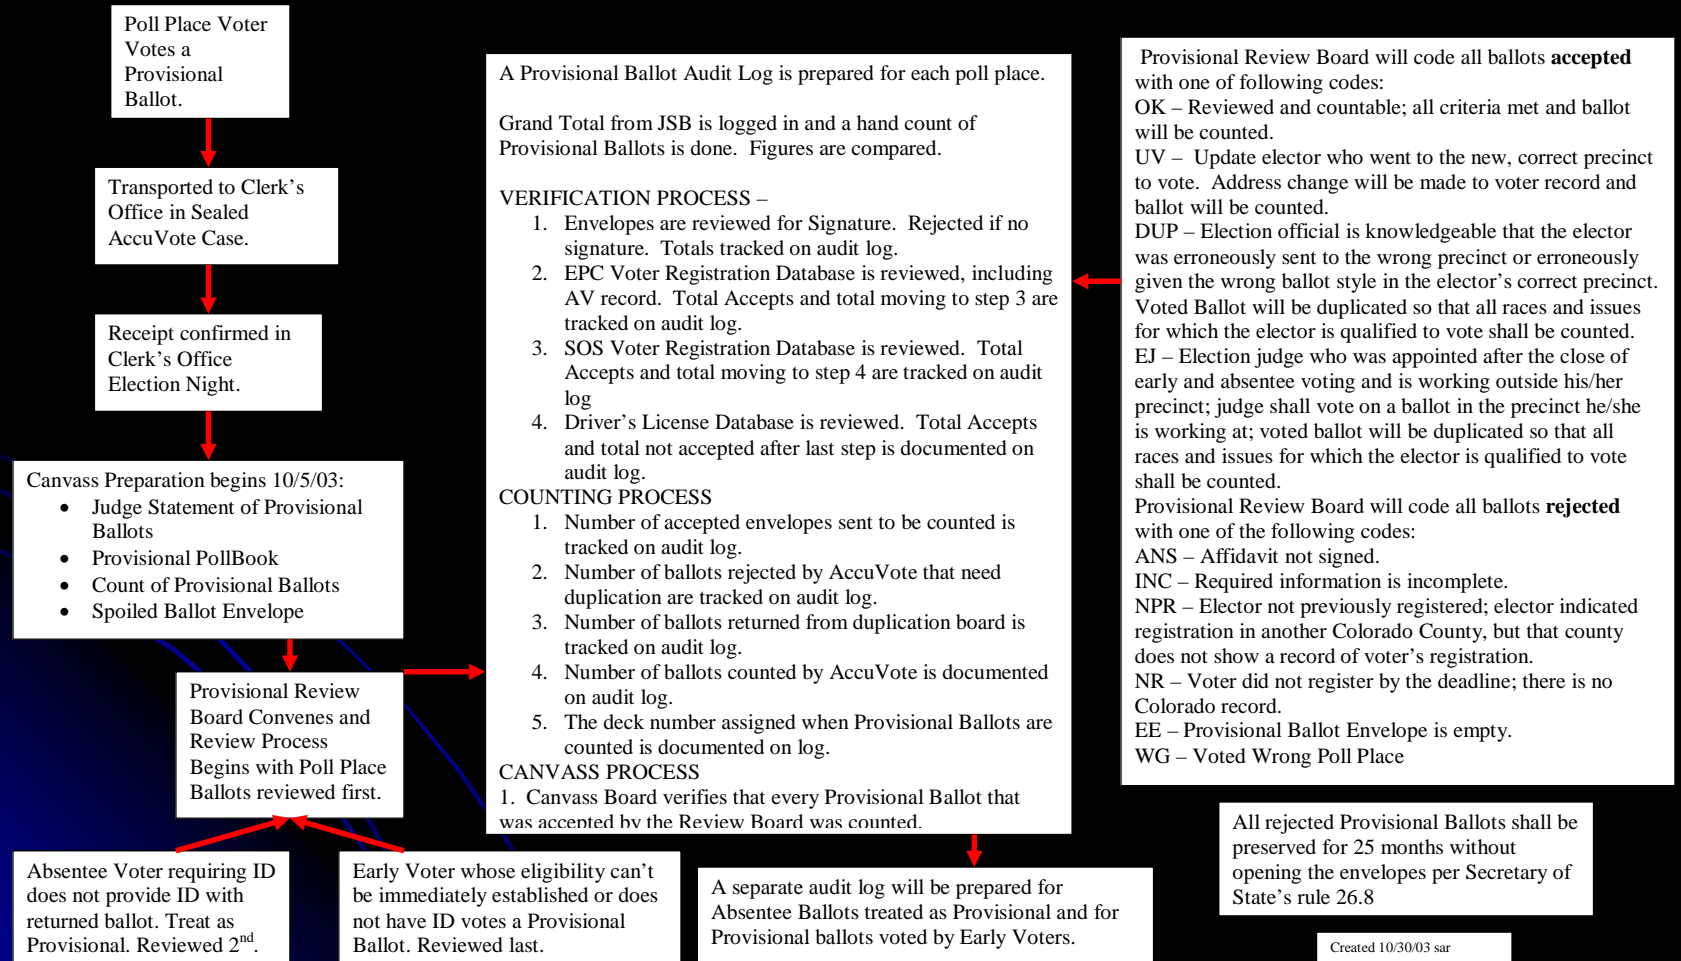 Poll Place Voter
Votes a
Provisional
Ballot.
Transported to Clerk's
Office in Sealed
AccuVote Case.
Receipt confirmed in
Clerk's Office
Election Night.
Canvass Preparation begins 10/5/03:
• Judge Statement of Provisional
Ballots
• Provisional PollBook
• Count of Provisional Ballots
• Spoiled Ballot Envelope
Provisional Review
Board Convenes and
Review Process
Begins with Poll Place
Ballots reviewed first.
Absentee Voter requiring ID
does not provide ID with
returned ballot. Treat as
Provisional. Reviewed 2nd.
Early Voter whose eligibility can't
be immediately established or does
not have ID votes a Provisional
Ballot. Reviewed last.
A Provisional Ballot Audit Log is prepared for each poll place.
Grand Total from JSB is logged in and a hand count of
Provisional Ballots is done.  Figures are compared.
VERIFICATION PROCESS –
1. Envelopes are reviewed for Signature.  Rejected if no
signature.  Totals tracked on audit log.
2. EPC Voter Registration Database is reviewed, including
AV record.  Total Accepts and total moving to step 3 are
tracked on audit log.
3. SOS Voter Registration Database is reviewed.  Total
Accepts and total moving to step 4 are tracked on audit
log
4. Driver's License Database is reviewed.  Total Accepts
and total not accepted after last step is documented on
audit log.
COUNTING PROCESS
1. Number of accepted envelopes sent to be counted is
tracked on audit log.
2. Number of ballots rejected by AccuVote that need
duplication are tracked on audit log.
3. Number of ballots returned from duplication board is
tracked on audit log.
4. Number of ballots counted by AccuVote is documented
on audit log.
5. The deck number assigned when Provisional Ballots are
counted is documented on log.
CANVASS PROCESS
1.  Canvass Board verifies that every Provisional Ballot that
was accepted by the Review Board was counted.
A separate audit log will be prepared for
Absentee Ballots treated as Provisional and for
Provisional ballots voted by Early Voters.
Provisional Review Board will code all ballots accepted
with one of following codes:
OK – Reviewed and countable; all criteria met and ballot
will be counted.
UV –  Update elector who went to the new, correct precinct
to vote.  Address change will be made to voter record and
ballot will be counted.
DUP – Election official is knowledgeable that the elector
was erroneously sent to the wrong precinct or erroneously
given the wrong ballot style in the elector's correct precinct.
Voted Ballot will be duplicated so that all races and issues
for which the elector is qualified to vote shall be counted.
EJ – Election judge who was appointed after the close of
early and absentee voting and is working outside his/her
precinct; judge shall vote on a ballot in the precinct he/she
is working at; voted ballot will be duplicated so that all
races and issues for which the elector is qualified to vote
shall be counted.
Provisional Review Board will code all ballots rejected
with one of the following codes:
ANS – Affidavit not signed.
INC – Required information is incomplete.
NPR – Elector not previously registered; elector indicated
registration in another Colorado County, but that county
does not show a record of voter's registration.
NR – Voter did not register by the deadline; there is no
Colorado record.
EE – Provisional Ballot Envelope is empty.
WG – Voted Wrong Poll Place
All rejected Provisional Ballots shall be
preserved for 25 months without
opening the envelopes per Secretary of
State's rule 26.8
Created 10/30/03 sar